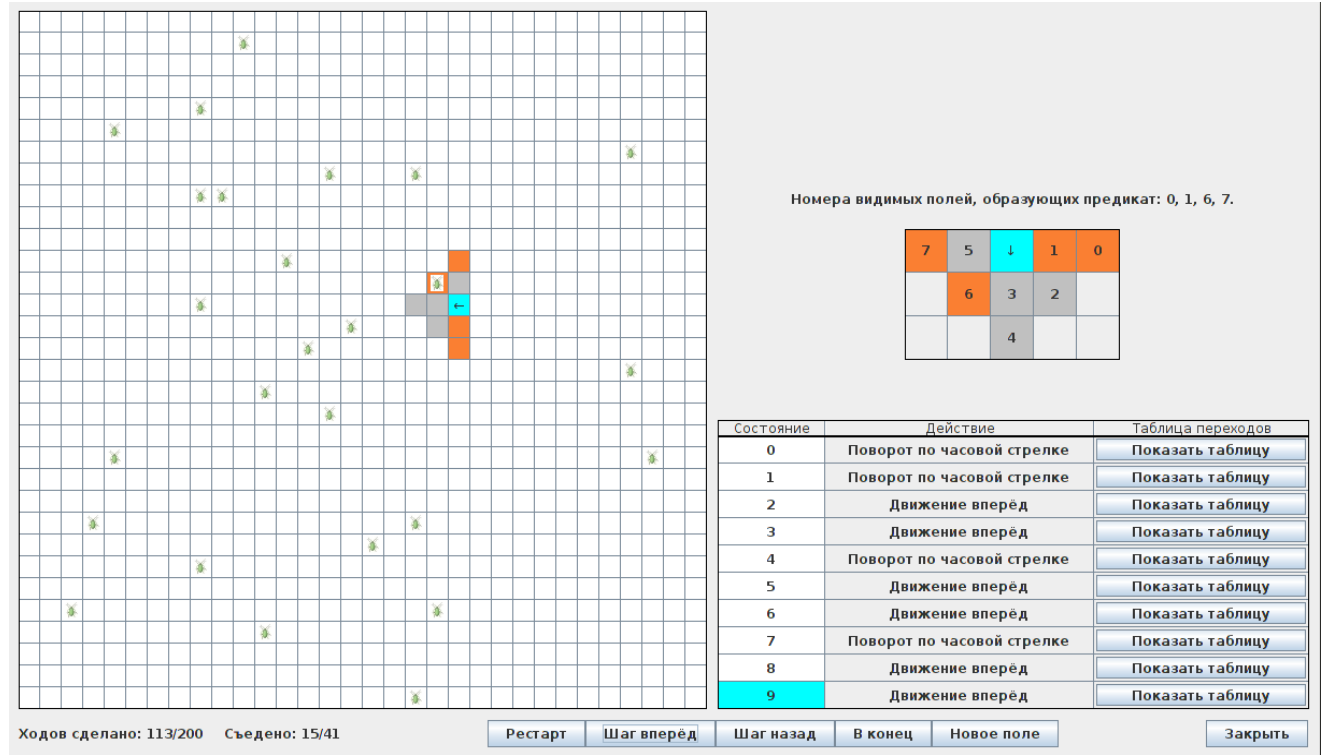 Номера видимых полей, образующих предикат: 0, 1, 6, 7.
7 5 ↓ 1 0
6 3 2
4
←
Состояние Действие Таблица переходов
0 Поворот по часовой стрелке Показать таблицу
1 Поворот по часовой стрелке Показать таблицу
2 Движение вперёд Показать таблицу
3 Движение вперёд Показать таблицу
4 Поворот по часовой стрелке Показать таблицу
5 Движение вперёд Показать таблицу
6 Движение вперёд Показать таблицу
7 Поворот по часовой стрелке Показать таблицу
8 Движение вперёд Показать таблицу
9 Движение вперёд Показать таблицу
Ходов сделано: 113/200 Съедено: 15/41 Рестарт Шаг вперёд Шаг назад В конец Новое поле Закрыть